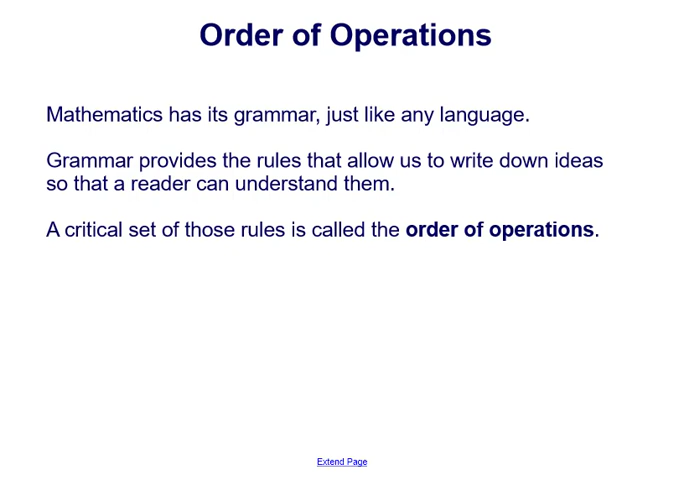 Order of Operations
Mathematics has its grammar, just like any language.
Grammar provides the rules that allow us to write down ideas
so that a reader can understand them.
A critical set of those rules is called the order of operations.
Extend Page